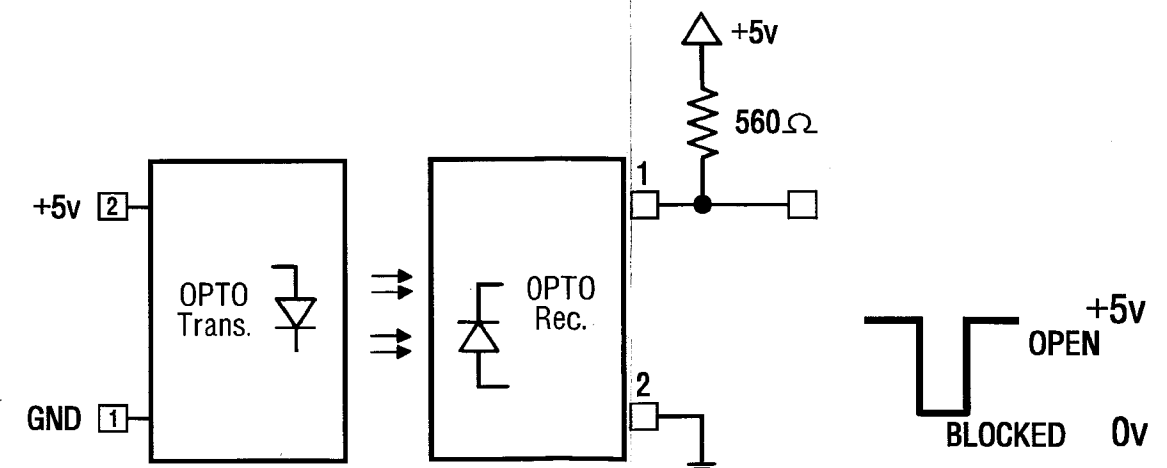 +5v
560Ω
1
+5v 2
OPTO
Trans.
OPTO
Rec.
+5v
OPEN
2
GND 1
BLOCKED 0v